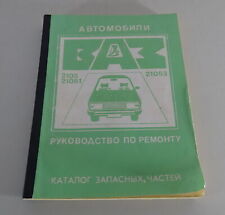 АВТОМОБИЛИ
ВАЗ
2105 21053
21051
РУКОВОДСТВО ПО РЕМОНТУ
КАТАЛОГ ЗАПАСНЫХ ЧАСТЕЙ